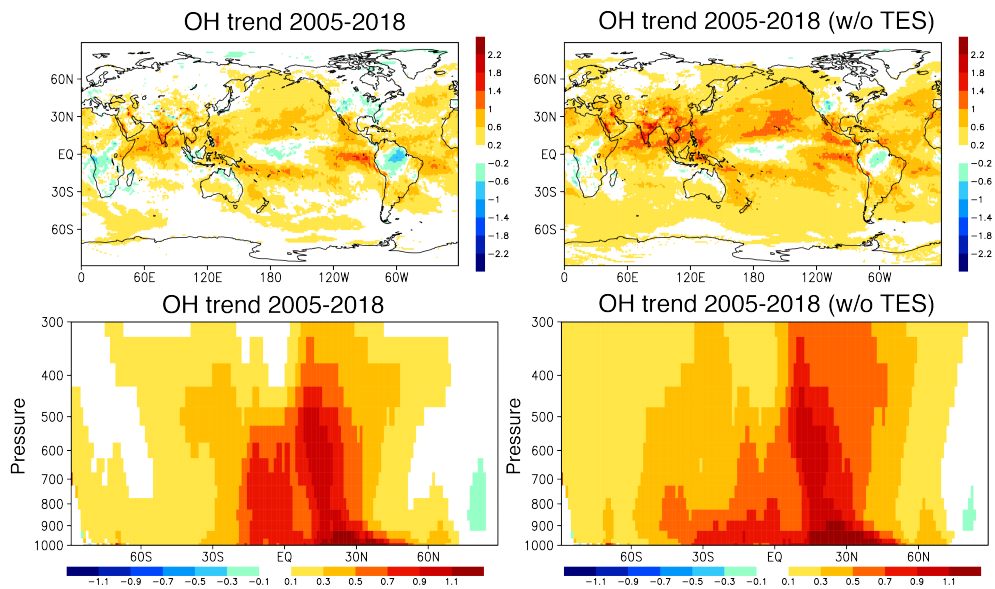 OH trend 2005-2018
OH trend 2005-2018 (w/o TES)
60N
30N
EQ
30S
60S
0 60E 120E 180 120W 60W
2.2
1.8
1.4
1
0.6
0.2
−0.2
−0.6
−1
−1.4
−1.8
−2.2
60N
30N
EQ
30S
60S
0 60E 120E 180 120W 60W
2.2
1.8
1.4
1
0.6
0.2
−0.2
−0.6
−1
−1.4
−1.8
−2.2
OH trend 2005-2018
OH trend 2005-2018 (w/o TES)
Pressure
300
400
500
600
700
800
900
1000
60S 30S EQ 30N 60N
−1.1 −0.9 −0.7 −0.5 −0.3 −0.1 0.1 0.3 0.5 0.7 0.9 1.1
Pressure
300
400
500
600
700
800
900
1000
60S 30S EQ 30N 60N
−1.1 −0.9 −0.7 −0.5 −0.3 −0.1 0.1 0.3 0.5 0.7 0.9 1.1